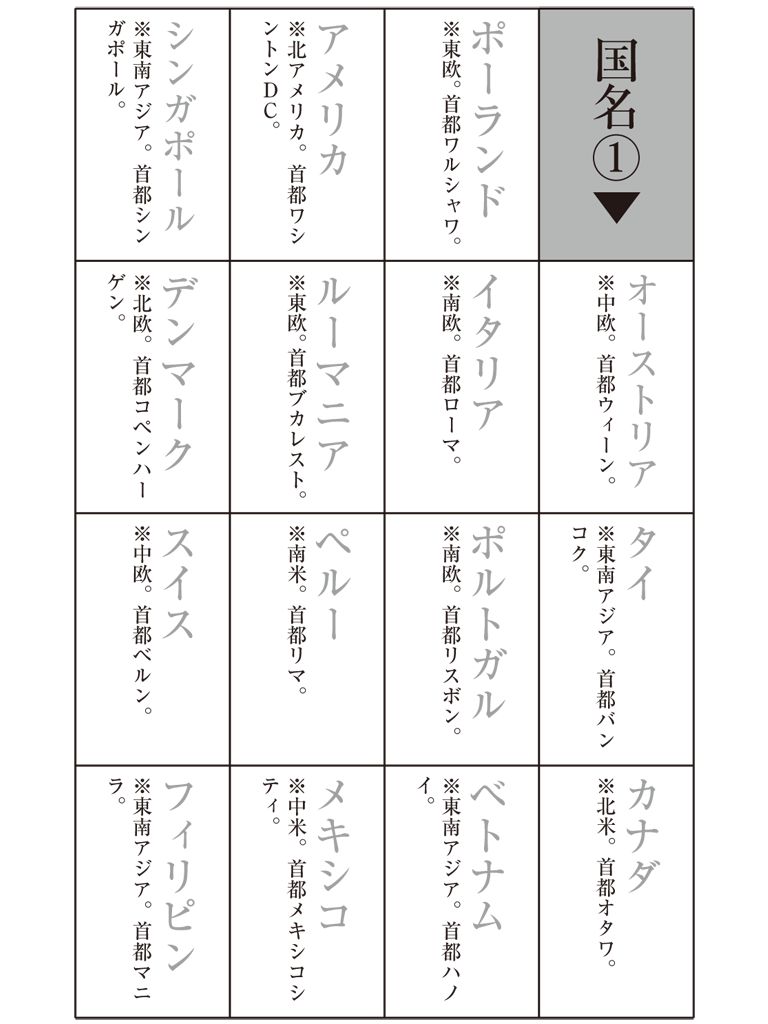 国名①▼
オーストリア
※中欧。首都ウィーン。
タイ
※東南アジア。首都バン
コク。
カナダ
※北米。首都オタワ。
ポーランド
※東欧。首都ワルシャワ。
イタリア
※南欧。首都ローマ。
ポルトガル
※南欧。首都リスボン。
ベトナム
※東南アジア。首都ハノ
イ。
アメリカ
※北アメリカ。首都ワシ
ントンDC。
ルーマニア
※東欧。首都ブカレスト。
ペルー
※南米。首都リマ。
メキシコ
※中米。首都メキシコシ
ティ。
シンガポール
※東南アジア。首都シン
ガポール。
デンマーク
※北欧。首都コペンハー
ゲン。
スイス
※中欧。首都ベルン。
フィリピン
※東南アジア。首都マニ
ラ。